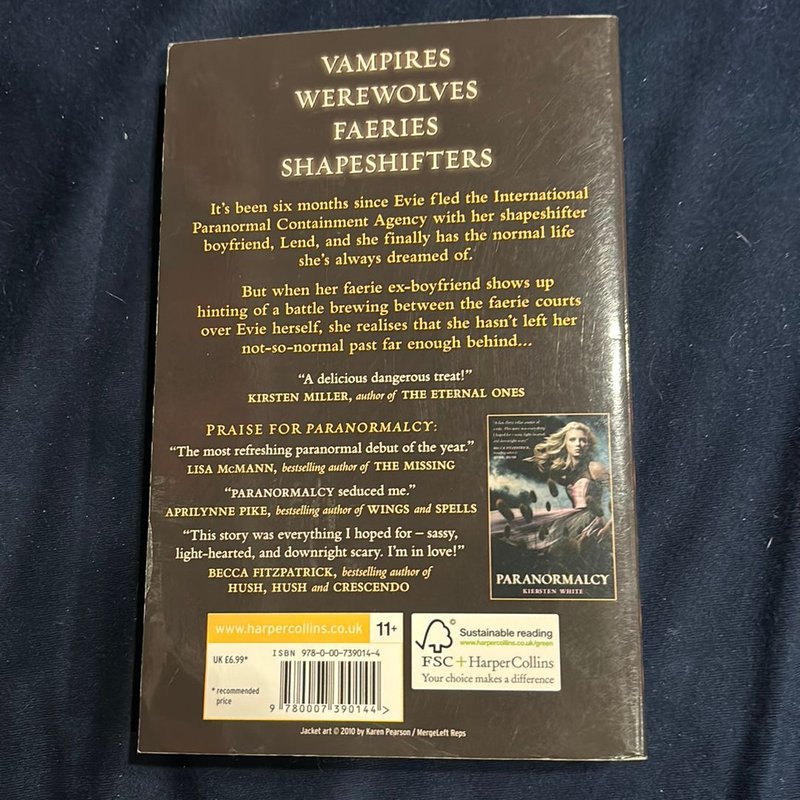 VAMPIRES
WEREWOLVES
FAERIES
SHAPESHIFTERS
It's been six months since Evie fled the International
Paranormal Containment Agency with her shapeshifter
boyfriend, Lend, and she finally has the normal life
she's always dreamed of.
But when her faerie ex-boyfriend shows up
hinting of a battle brewing between the faerie courts
over Evie herself, she realises that she hasn't left her
not-so-normal past far enough behind...
"A delicious dangerous treat!"
KIRSTEN MILLER, author of THE ETERNAL ONES
PRAISE FOR PARANORMALCY:
"The most refreshing paranormal debut of the year."
LISA McMANN, bestselling author of THE MISSING
"PARANORMALCY seduced me."
APRILYNNE PIKE, bestselling author of WINGS and SPELLS
"This story was everything I hoped for – sassy,
light-hearted, and downright scary. I'm in love!"
BECCA FITZPATRICK, bestselling author of
HUSH, HUSH and CRESCENDO
PARANORMALCY
KIERSTEN WHITE
www.harpercollins.co.uk 11+
UK £6.99*
* recommended
price
ISBN 978-0-00-739014-4
9 780007 390144 >
Sustainable reading
www.harpercollins.co.uk/green
FSC + HarperCollins
Your choice makes a difference
Jacket art © 2010 by Karen Pearson / MergeLeft Reps